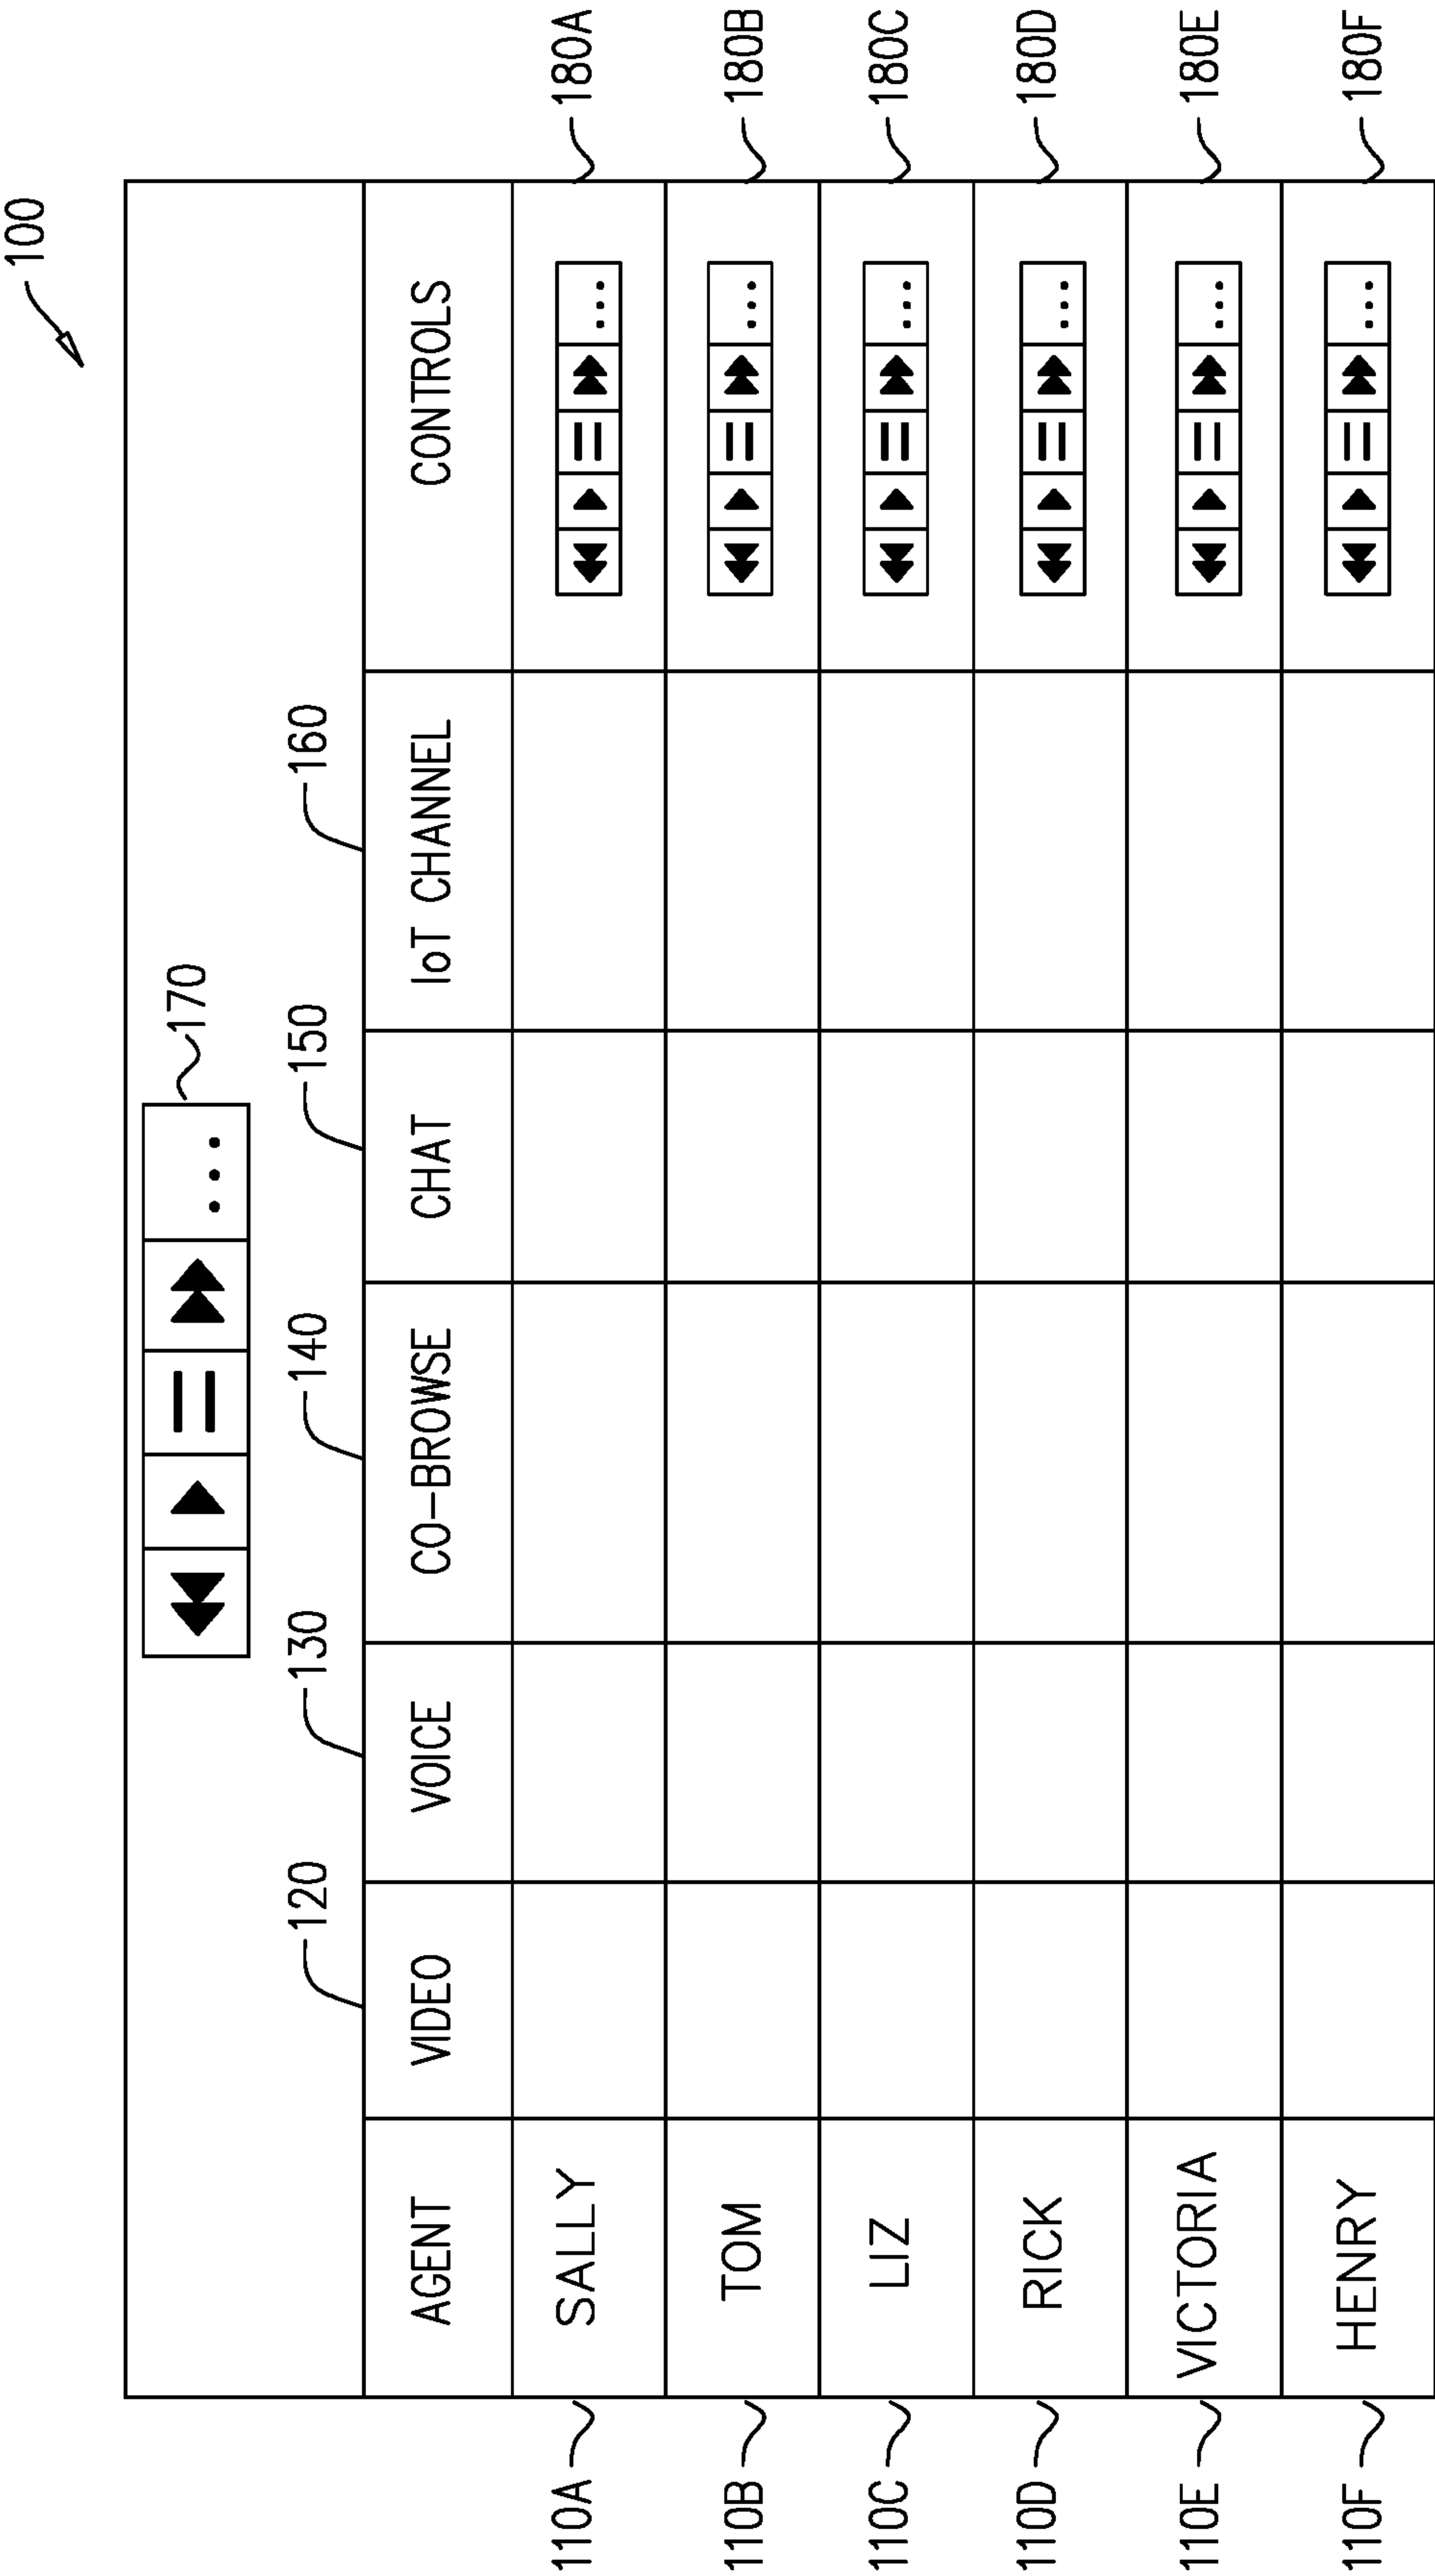 100
170
120 130 140 150 160
AGENT VIDEO VOICE CO-BROWSE CHAT IoT CHANNEL CONTROLS
110A SALLY ... 180A
110B TOM ... 180B
110C LIZ ... 180C
110D RICK ... 180D
110E VICTORIA ... 180E
110F HENRY ... 180F